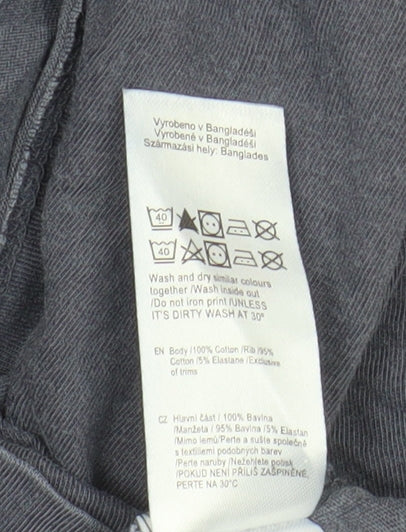 Vyrobeno v Bangladéši
Vyrobené v Bangladéši
Származási hely: Banglades
40
40
Wash and dry similar colours
together /Wash inside out
/Do not iron print /UNLESS
IT'S DIRTY WASH AT 30°
EN Body /100% Cotton /Rib /95%
Cotton /5% Elastane /Exclusive
of trims
CZ Hlavní část / 100% Bavlna
/Manžeta / 95% Bavlna /5% Elastan
/Mimo lemů/Perte a sušte společně
s textiliemi podobných barev
/Perte naruby /Nežehlete potisk
/POKUD NENÍ PŘÍLIŠ ZAŠPINĚNÉ,
PERTE NA 30°C